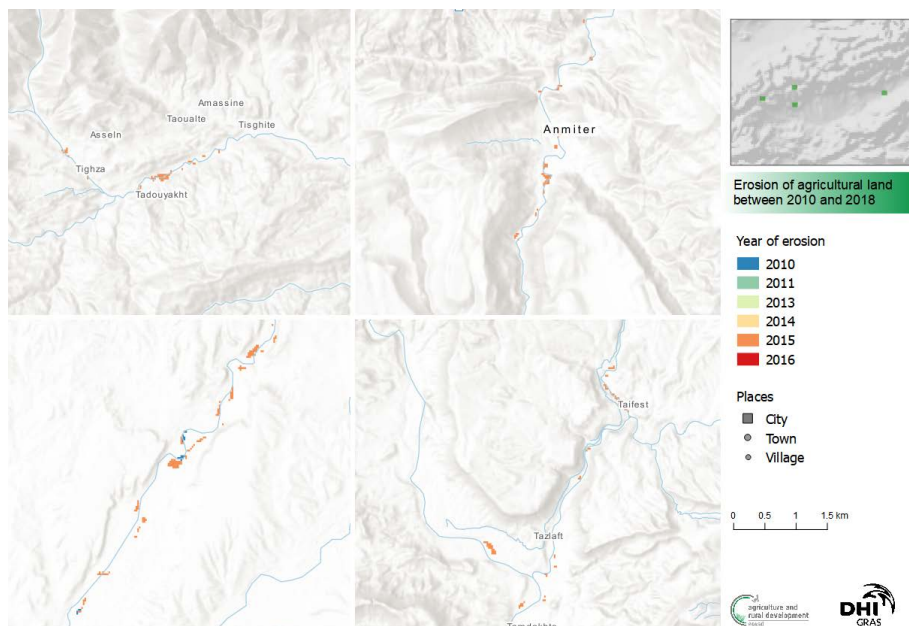 Amassine
Taoualte
Tisghite
Asseln
Tighza
Tadouyakht
Anmiter
Taifest
Tazlaft
Erosion of agricultural land
between 2010 and 2018
Year of erosion
2010
2011
2013
2014
2015
2016
Places
City
Town
Village
0 0.5 1 1.5 km
agriculture and
rural development
DHI
GRAS